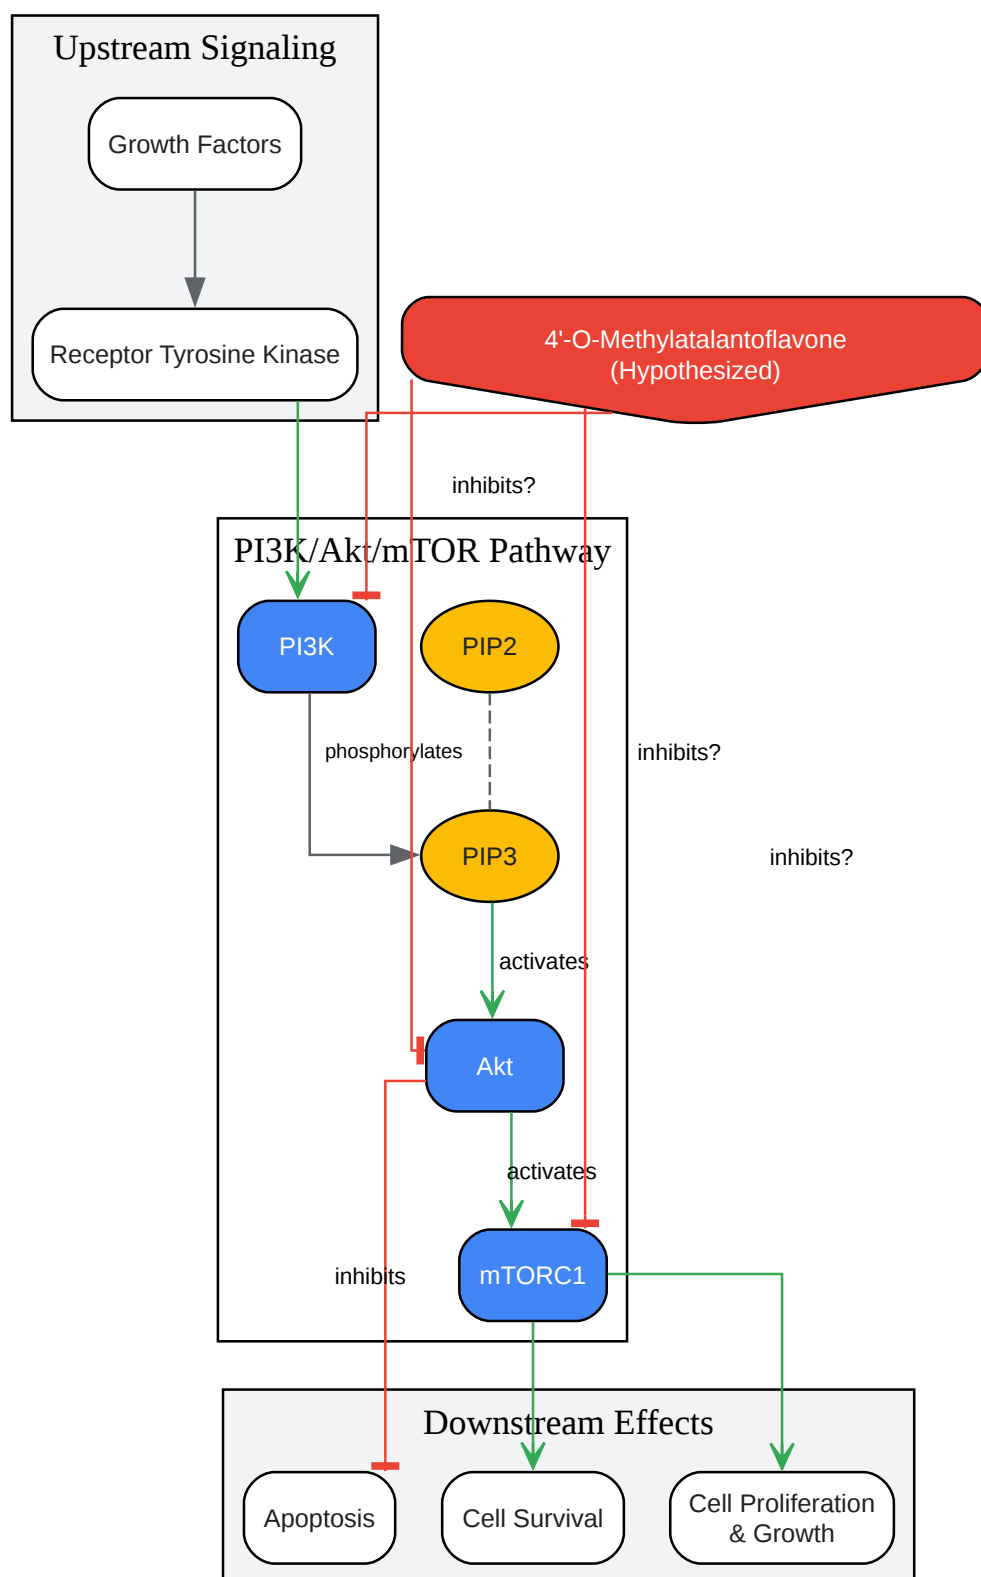 Upstream Signaling
Growth Factors
Receptor Tyrosine Kinase
4'-O-Methylatalantoflavone
(Hypothesized)
inhibits?
PI3K/Akt/mTOR Pathway
PI3K
PIP2
phosphorylates
inhibits?
PIP3
inhibits?
activates
Akt
activates
mTORC1
inhibits
Downstream Effects
Apoptosis
Cell Survival
Cell Proliferation
& Growth